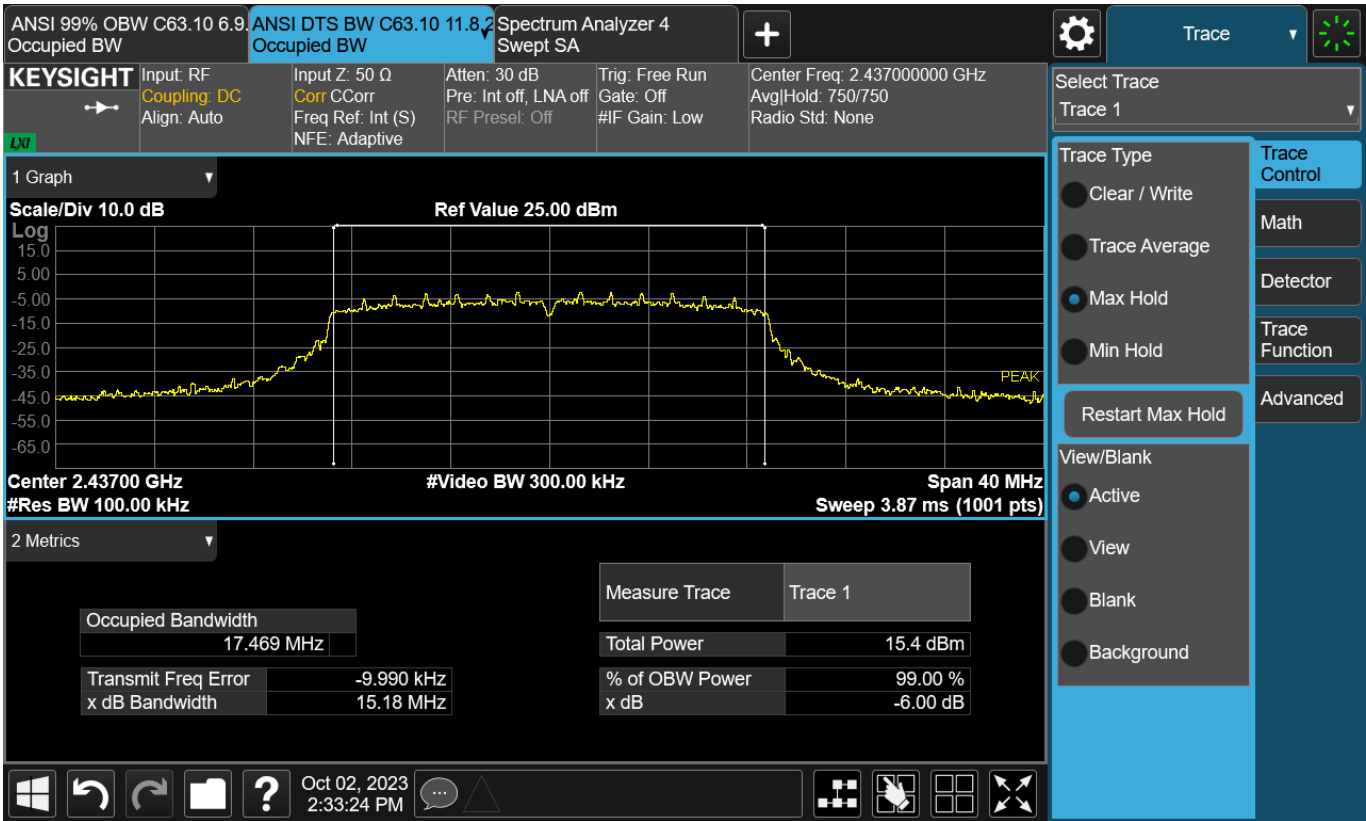 ANSI 99% OBW C63.10 6.9.
Occupied BW
ANSI DTS BW C63.10 11.8.2
Occupied BW
Spectrum Analyzer 4
Swept SA
Trace
KEYSIGHT
LXI
Input: RF
Coupling: DC
Align: Auto
Input Z: 50 Ω
Corr CCorr
Freq Ref: Int (S)
NFE: Adaptive
Atten: 30 dB
Pre: Int off, LNA off
RF Presel: Off
Trig: Free Run
Gate: Off
#IF Gain: Low
Center Freq: 2.437000000 GHz
Avg|Hold: 750/750
Radio Std: None
1 Graph
Scale/Div 10.0 dB
Ref Value 25.00 dBm
Log
15.0
5.00
-5.00
-15.0
-25.0
-35.0
-45.0
-55.0
-65.0
PEAK
Center 2.43700 GHz
#Video BW 300.00 kHz
Span 40 MHz
#Res BW 100.00 kHz
Sweep 3.87 ms (1001 pts)
2 Metrics
Measure Trace
Trace 1
Occupied Bandwidth
17.469 MHz
Total Power
15.4 dBm
Transmit Freq Error
-9.990 kHz
% of OBW Power
99.00 %
x dB Bandwidth
15.18 MHz
x dB
-6.00 dB
Oct 02, 2023
2:33:24 PM
Select Trace
Trace 1
Trace Type
Clear / Write
Trace Average
Max Hold
Min Hold
Restart Max Hold
View/Blank
Active
View
Blank
Background
Trace
Control
Math
Detector
Trace
Function
Advanced